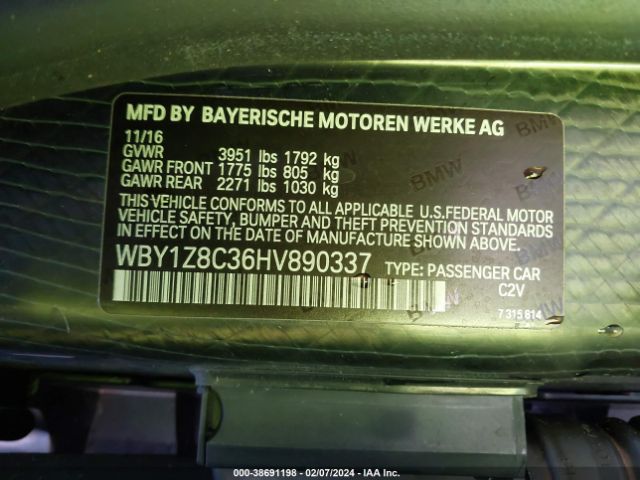 MFD BY BAYERISCHE MOTOREN WERKE AG
11/16
GVWR 3951 lbs 1792 kg
GAWR FRONT 1775 lbs 805 kg
GAWR REAR 2271 lbs 1030 kg
THIS VEHICLE CONFORMS TO ALL APPLICABLE U.S.FEDERAL MOTOR
VEHICLE SAFETY, BUMPER AND THEFT PREVENTION STANDARDS
IN EFFECT ON THE DATE OF MANUFACTURE SHOWN ABOVE.
WBY1Z8C36HV890337 TYPE: PASSENGER CAR
C2V
7 315 814
BMW
BMW
000-38691198 - 02/07/2024 - IAA Inc.